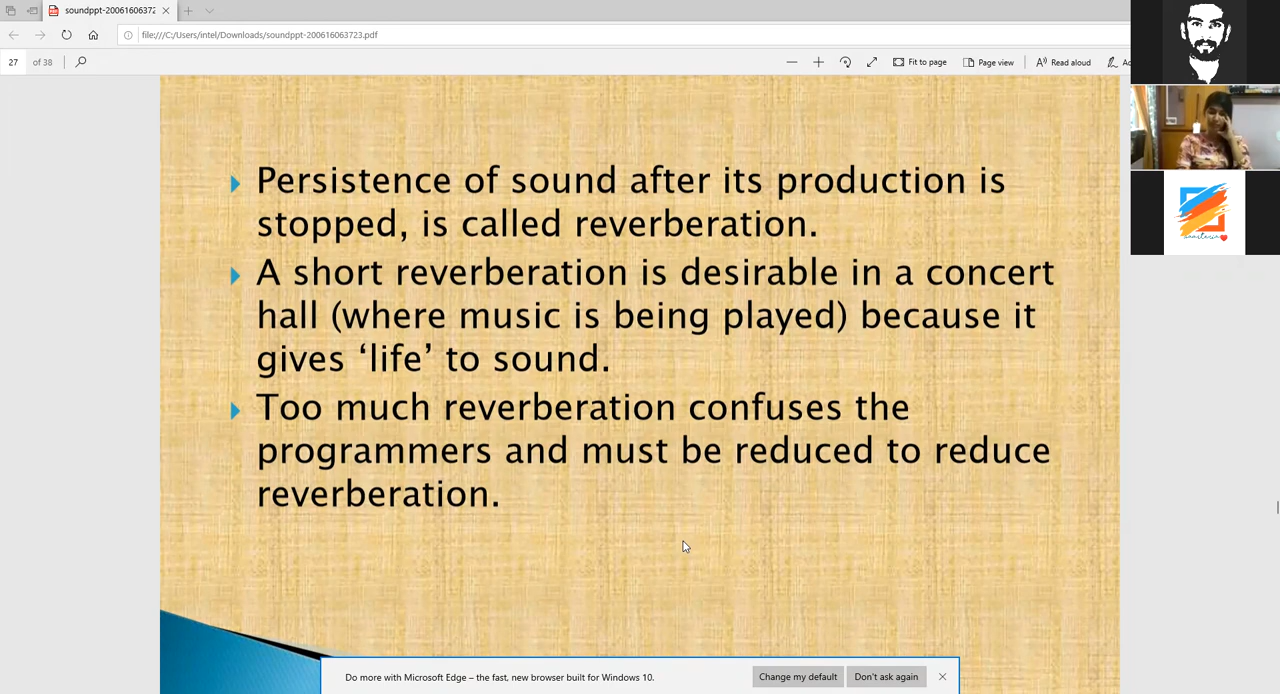 soundppt-200616063723
file:///C:/Users/intel/Downloads/soundppt-200616063723.pdf
27 of 38
Fit to page
Page view
Read aloud
Persistence of sound after its production is
stopped, is called reverberation.
A short reverberation is desirable in a concert
hall (where music is being played) because it
gives ‘life’ to sound.
Too much reverberation confuses the
programmers and must be reduced to reduce
reverberation.
Do more with Microsoft Edge – the fast, new browser built for Windows 10.
Change my default
Don't ask again